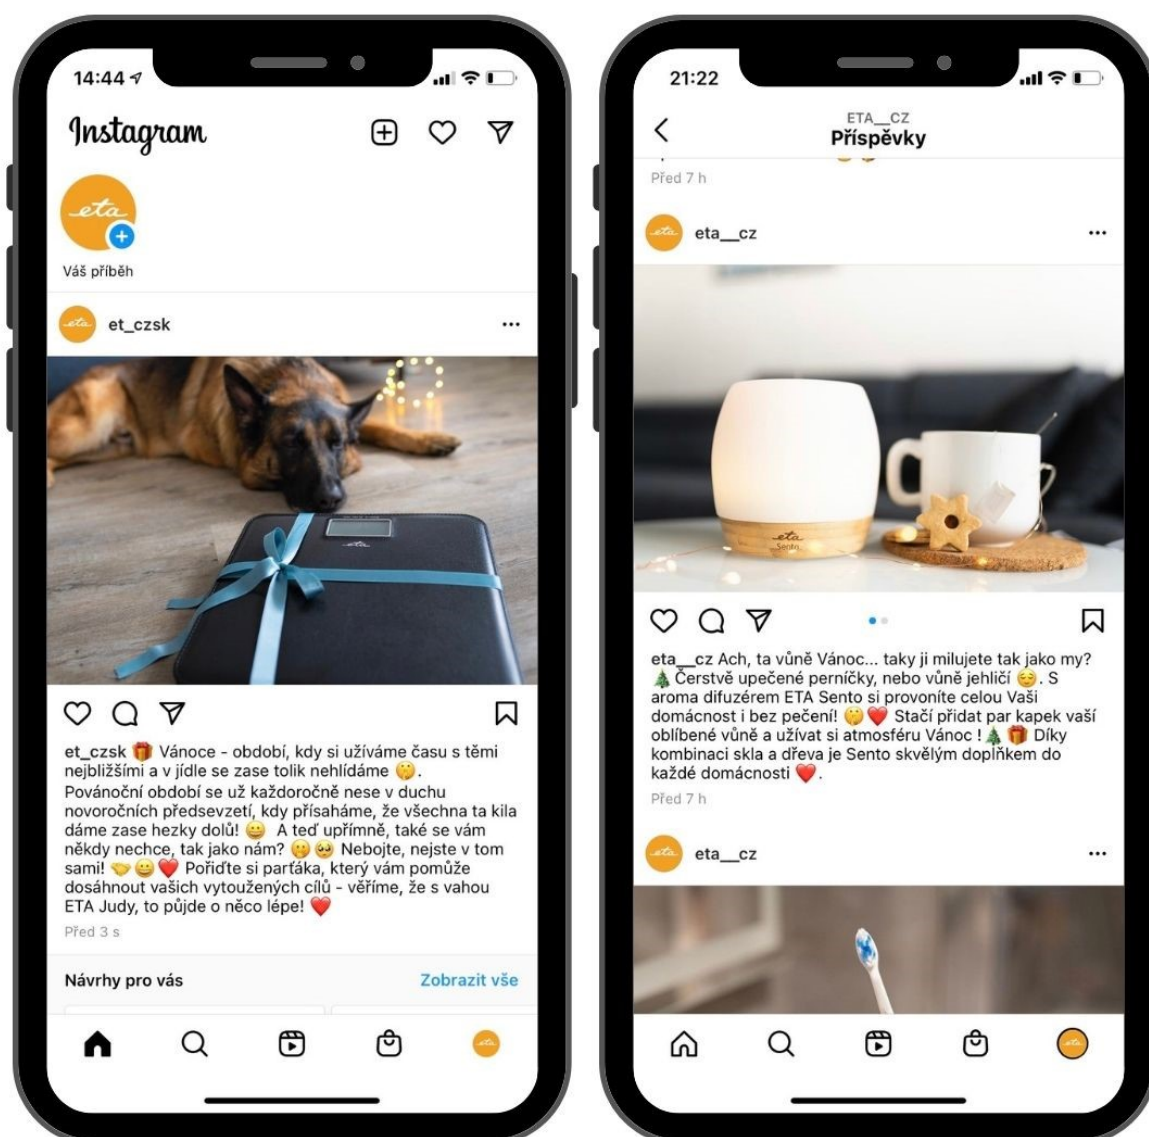 14:44
Instagram
eta
Váš příběh
eta
et_czsk
eta
et_czsk 🎁 Vánoce - období, kdy si užíváme času s těmi
nejbližšími a v jídle se zase tolik nehlídáme 🤫.
Povánoční období se už každoročně nese v duchu
novoročních předsevzetí, kdy přísaháme, že všechna ta kila
dáme zase hezky dolů! 😀 A teď upřímně, také se vám
někdy nechce, tak jako nám? 🤫🥺 Nebojte, nejste v tom
sami! 🤝😀❤️ Pořiďte si parťáka, který vám pomůže
dosáhnout vašich vytoužených cílů - věříme, že s vahou
ETA Judy, to půjde o něco lépe! ❤️
Před 3 s
Návrhy pro vás
Zobrazit vše
eta
21:22
ETA__CZ
Příspěvky
Před 7 h
eta
eta__cz
eta
Sento
eta__cz Ach, ta vůně Vánoc... taky ji milujete tak jako my?
🎄Čerstvě upečené perníčky, nebo vůně jehličí 😌. S
aroma difuzérem ETA Sento si provoníte celou Vaši
domácnost i bez pečení! 🤫❤️ Stačí přidat par kapek vaší
oblíbené vůně a užívat si atmosféru Vánoc !🎄🎁 Díky
kombinaci skla a dřeva je Sento skvělým doplňkem do
každé domácnosti ❤️.
Před 7 h
eta
eta__cz
eta